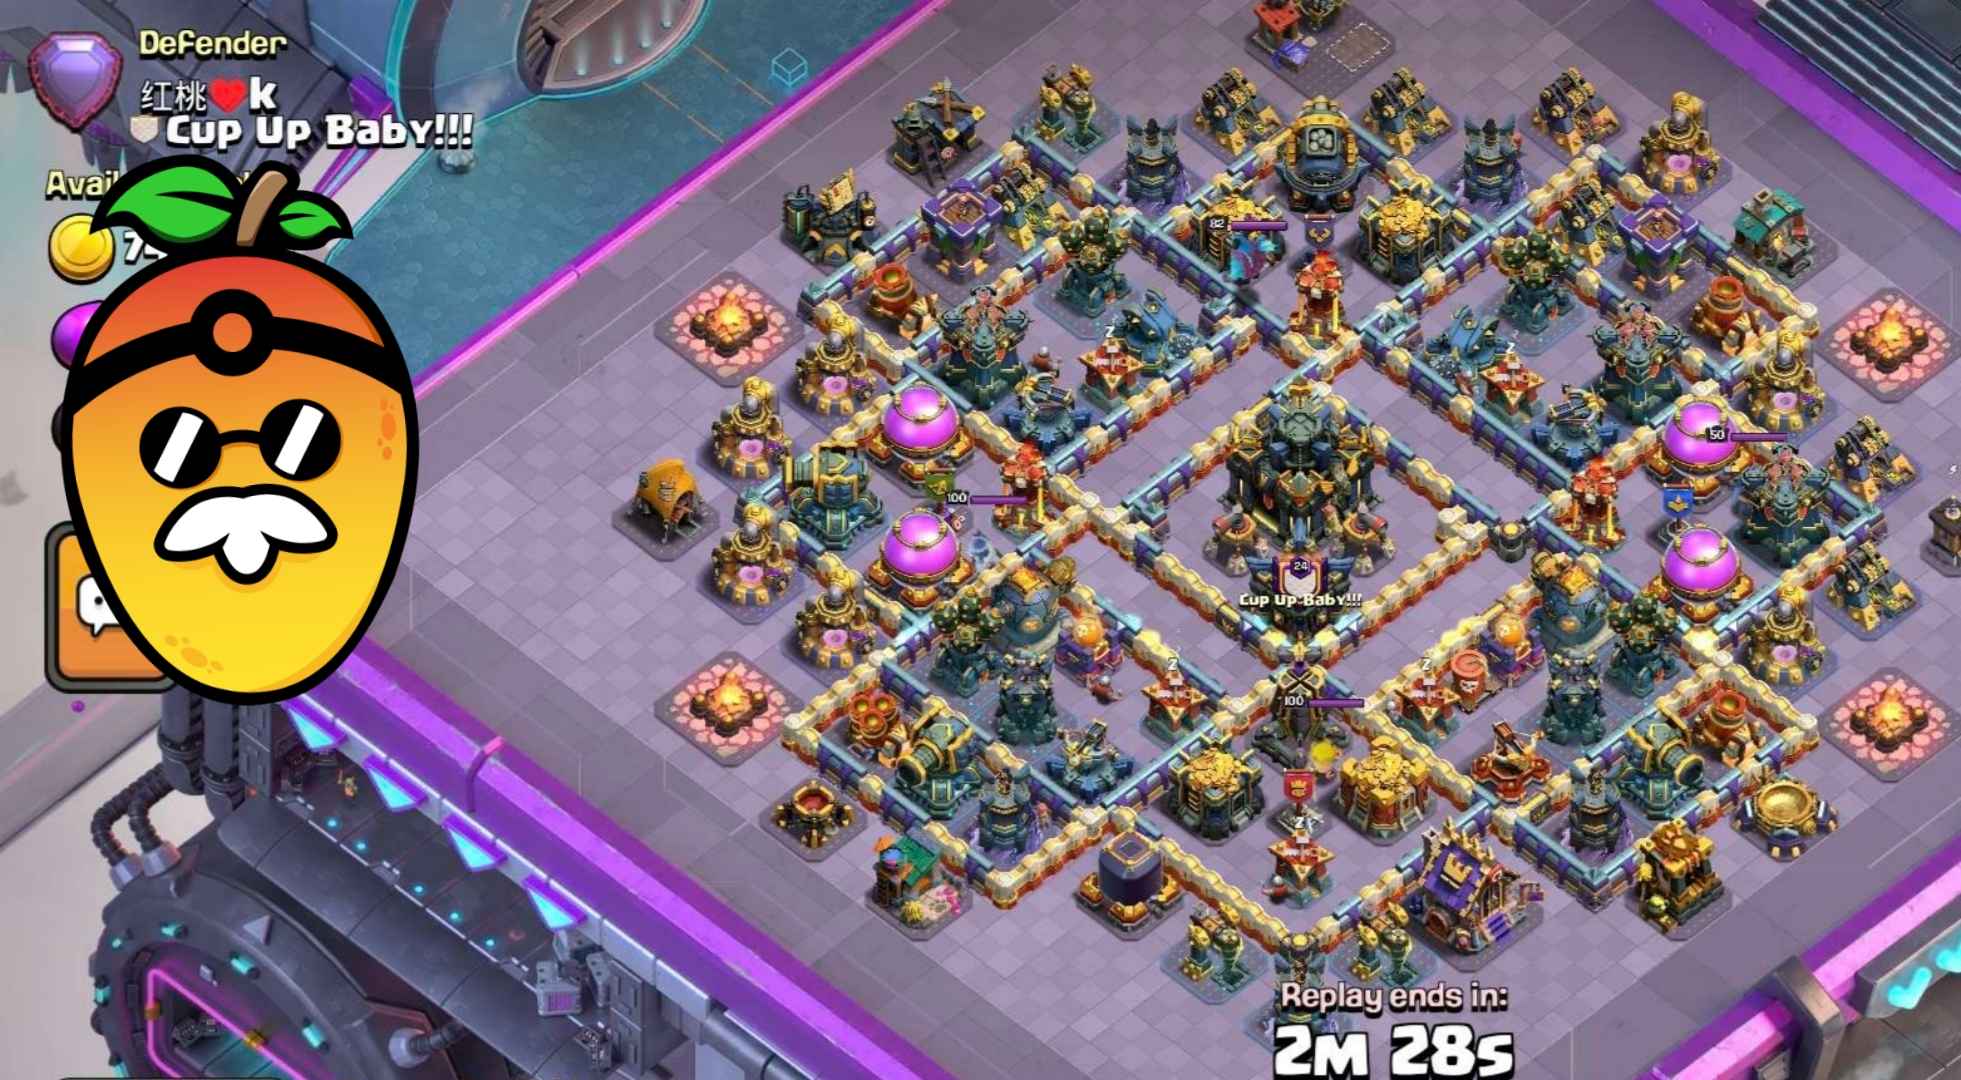 Defender
红桃❤k
Cup Up Baby!!!
82
z
z
50
100
24
Cup Up Baby!!!
z
z
100
z
Replay ends in:
2M 28s